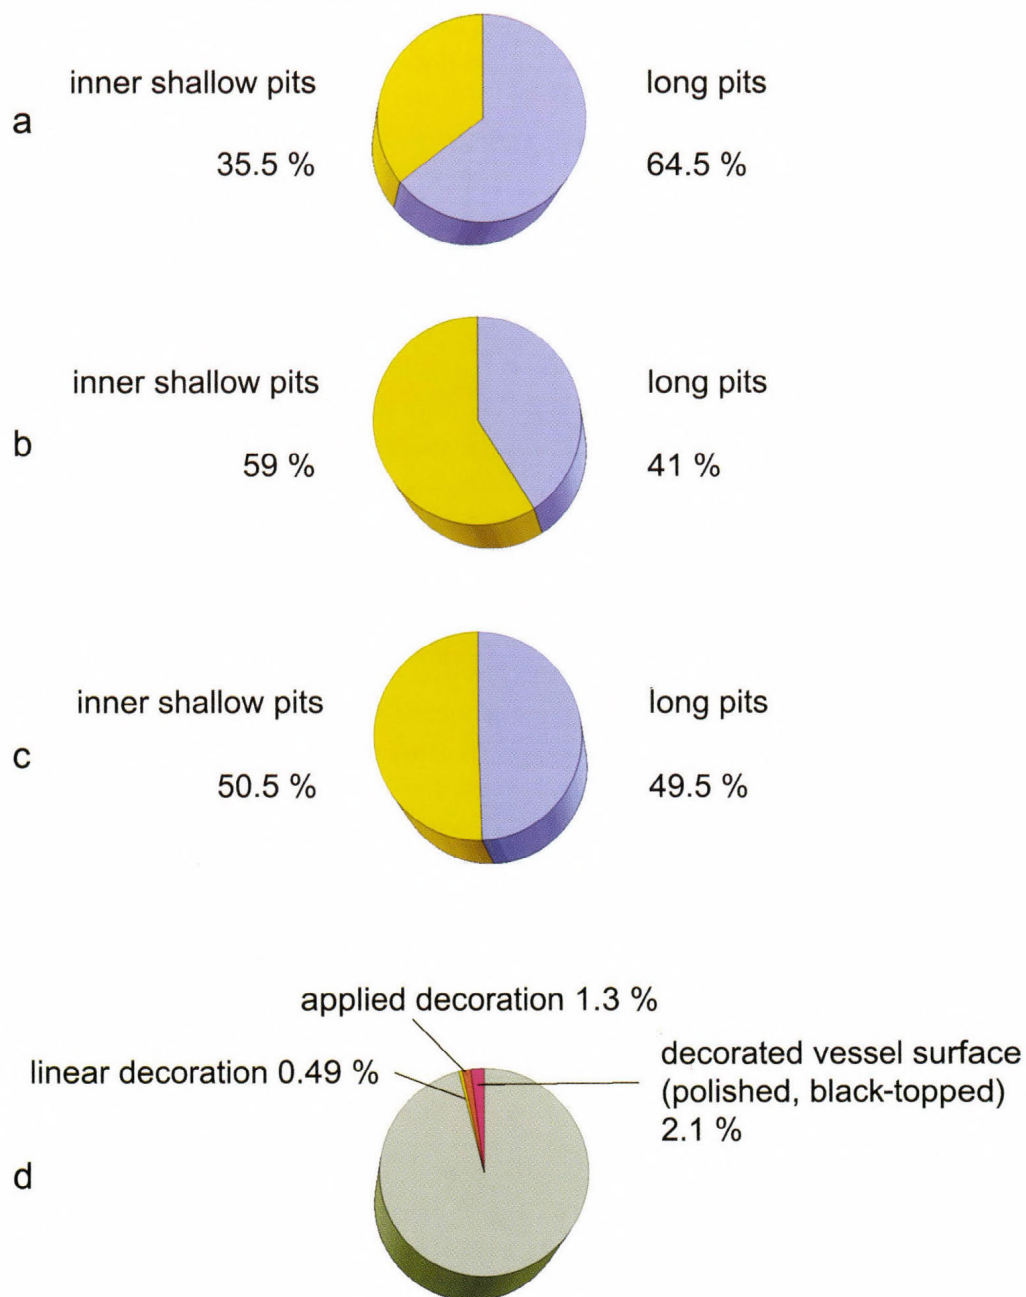 a
inner shallow pits
35.5 %
long pits
64.5 %
b
inner shallow pits
59 %
long pits
41 %
c
inner shallow pits
50.5 %
long pits
49.5 %
d
applied decoration 1.3 %
linear decoration 0.49 %
decorated vessel surface
(polished, black-topped)
2.1 %